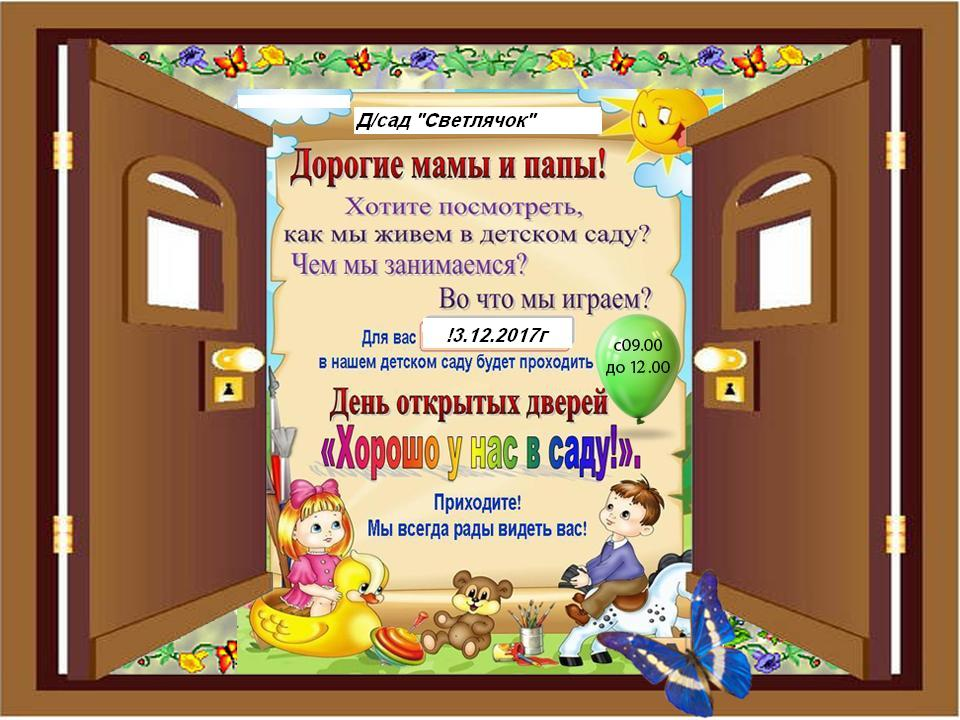 Д/сад "Светлячок"
Дорогие мамы и папы!
Хотите посмотреть,
как мы живем в детском саду?
Чем мы занимаемся?
Во что мы играем?
Для вас !3.12.2017г
в нашем детском саду будет проходить
с09.00
до 12.00
День открытых дверей
«Хорошо у нас в саду!».
Приходите!
Мы всегда рады видеть вас!